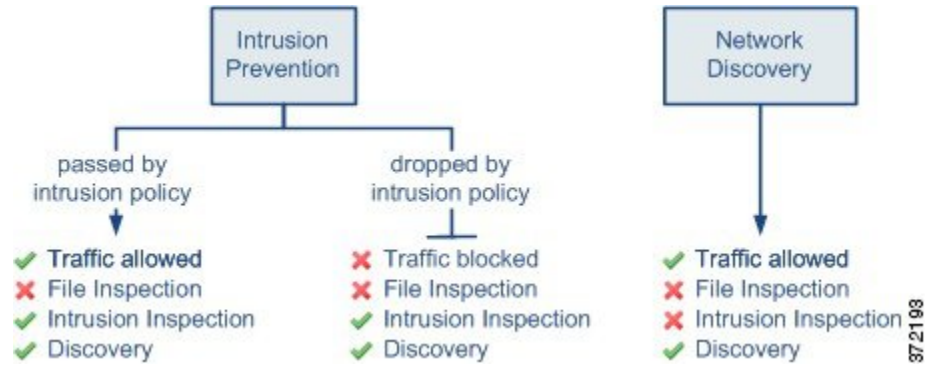 Intrusion
Prevention
Network
Discovery
passed by
intrusion policy
dropped by
intrusion policy
Traffic allowed
File Inspection
Intrusion Inspection
Discovery
Traffic blocked
File Inspection
Intrusion Inspection
Discovery
Traffic allowed
File Inspection
Intrusion Inspection
Discovery
372193